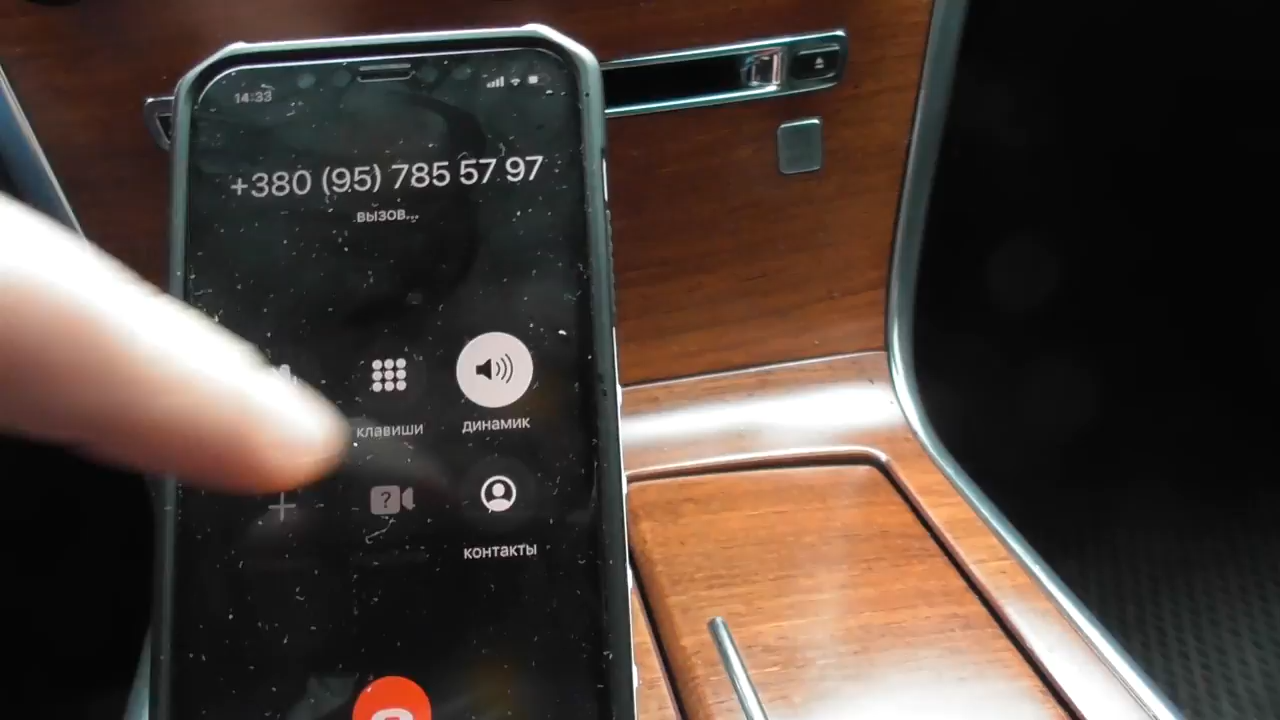 14:33
+380 (95) 785 57 97
вызов...
клавиши
динамик
?
контакты